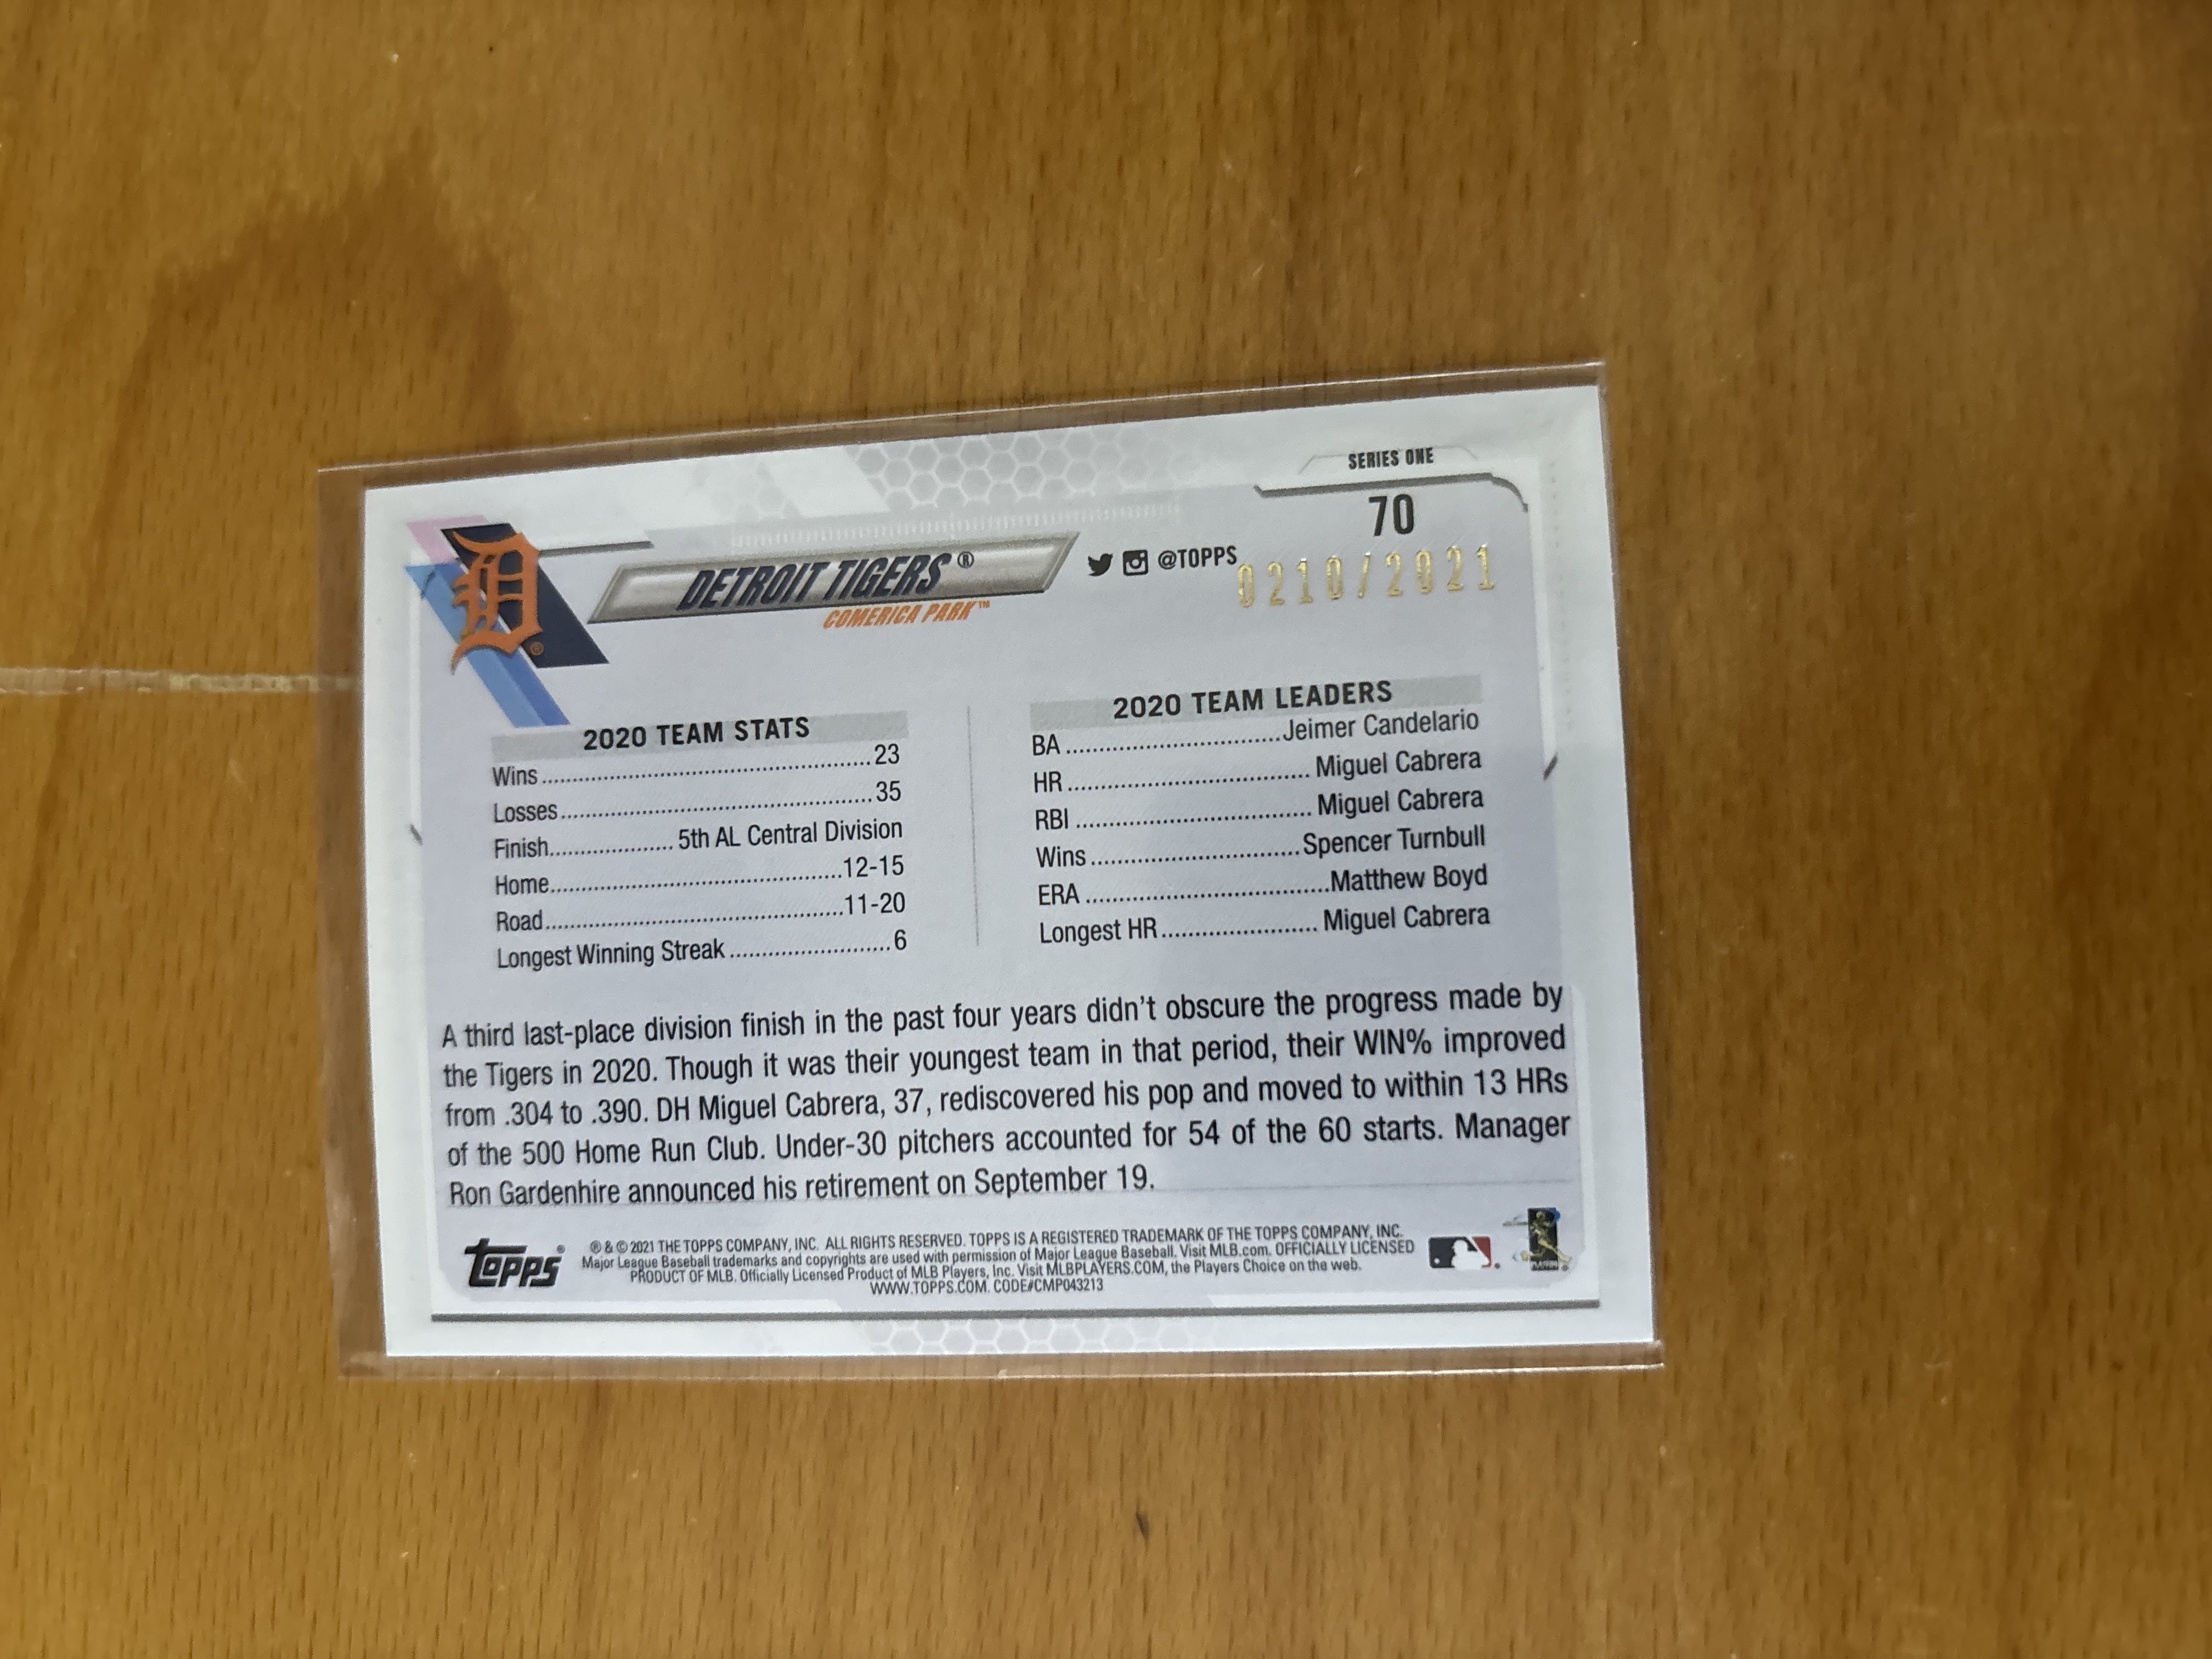 SERIES ONE
70
D
DETROIT TIGERS®
@TOPPS
0210/2021
COMERICA PARK™
2020 TEAM STATS
Wins........................................................23
Losses.....................................................35
Finish.................... 5th AL Central Division
Home................................................12-15
Road..................................................11-20
Longest Winning Streak..........................6
2020 TEAM LEADERS
BA....................................Jeimer Candelario
HR......................................... Miguel Cabrera
RBI........................................ Miguel Cabrera
Wins...................................Spencer Turnbull
ERA.........................................Matthew Boyd
Longest HR.......................... Miguel Cabrera
A third last-place division finish in the past four years didn't obscure the progress made by
the Tigers in 2020. Though it was their youngest team in that period, their WIN% improved
from .304 to .390. DH Miguel Cabrera, 37, rediscovered his pop and moved to within 13 HRs
of the 500 Home Run Club. Under-30 pitchers accounted for 54 of the 60 starts. Manager
Ron Gardenhire announced his retirement on September 19.
TOPPS®
® & © 2021 THE TOPPS COMPANY, INC. ALL RIGHTS RESERVED. TOPPS IS A REGISTERED TRADEMARK OF THE TOPPS COMPANY, INC.
Major League Baseball trademarks and copyrights are used with permission of Major League Baseball. Visit MLB.com. OFFICIALLY LICENSED
PRODUCT OF MLB. Officially Licensed Product of MLB Players, Inc. Visit MLBPLAYERS.COM, the Players Choice on the web.
WWW.TOPPS.COM. CODE#CMP043213